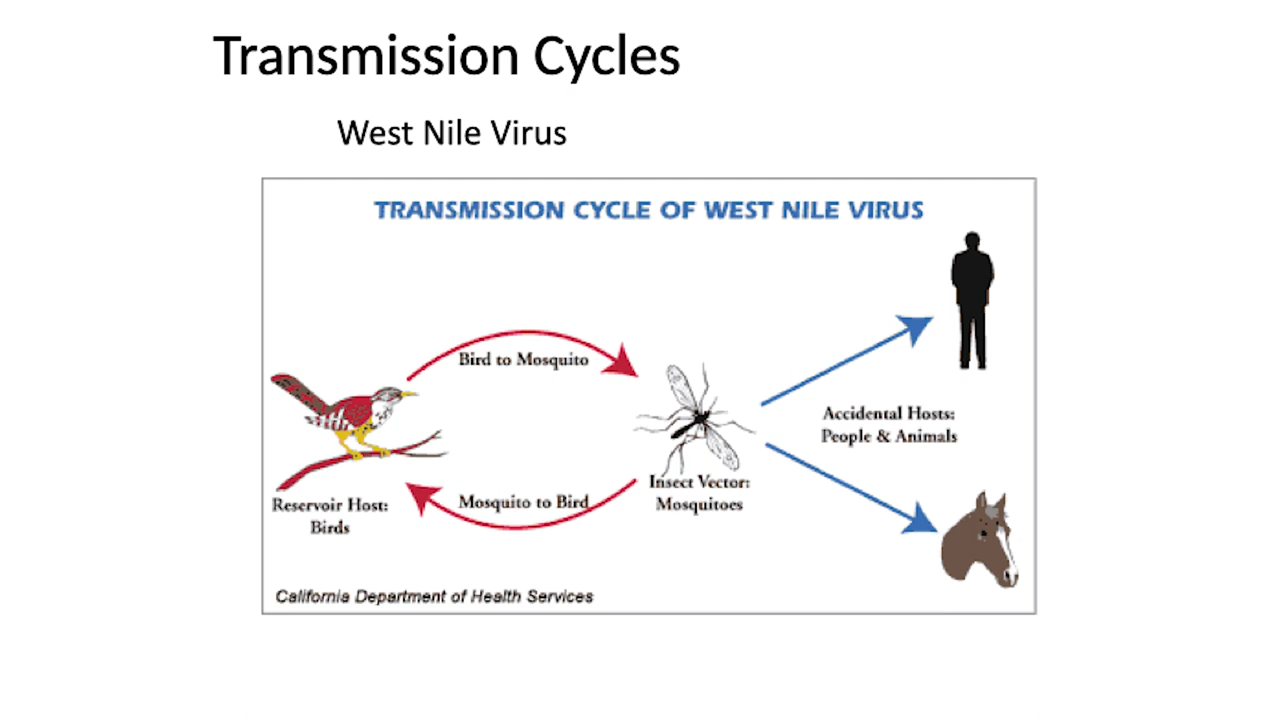 Transmission Cycles
West Nile Virus
TRANSMISSION CYCLE OF WEST NILE VIRUS
Bird to Mosquito
Accidental Hosts:
People & Animals
Insect Vector:
Mosquitoes
Mosquito to Bird
Reservoir Host:
Birds
California Department of Health Services